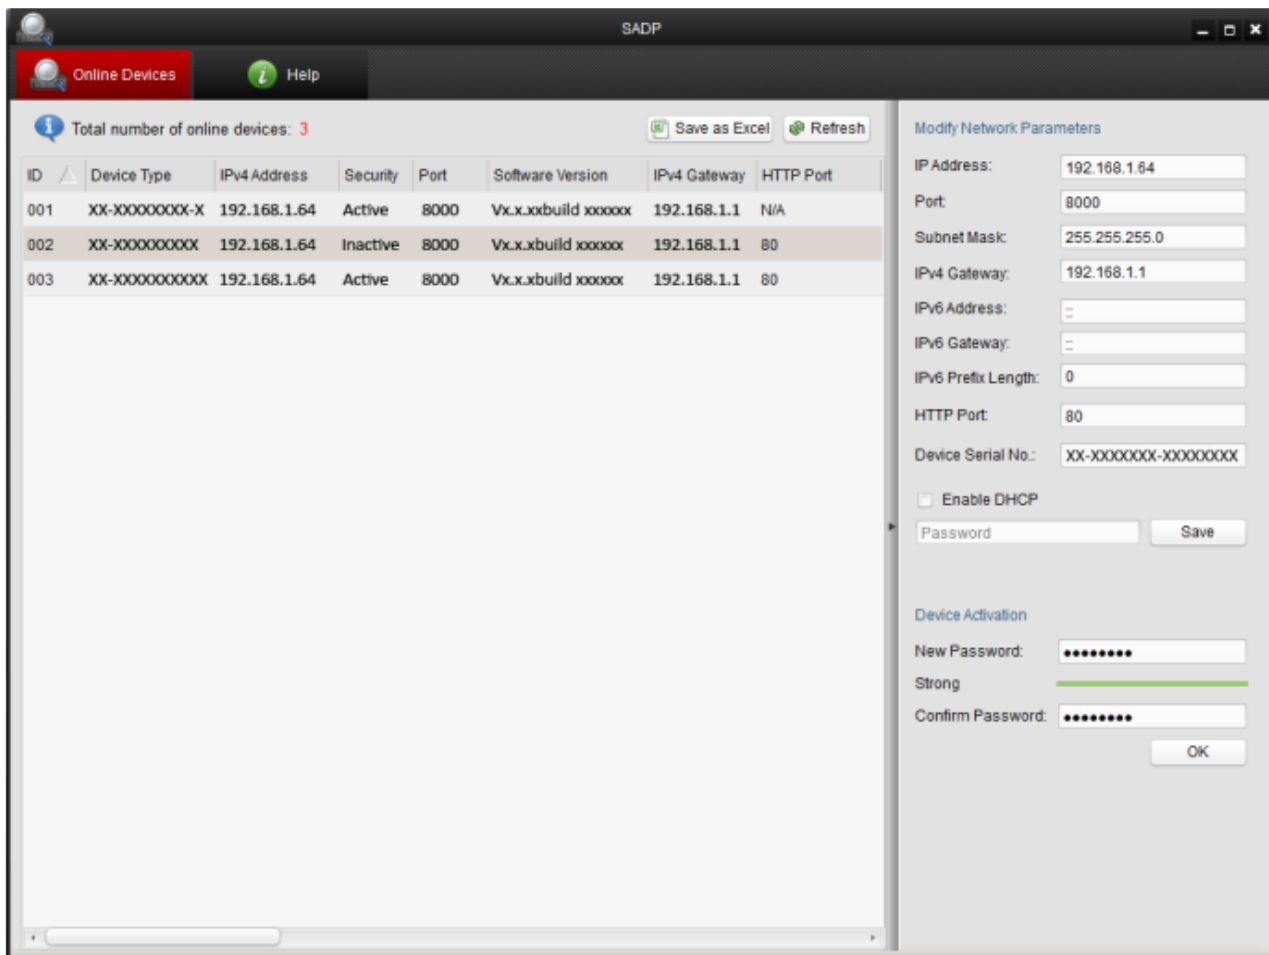 SADP
Online Devices Help
Total number of online devices: 3 Save as Excel Refresh
ID Device Type IPv4 Address Security Port Software Version IPv4 Gateway HTTP Port
001 XX-XXXXXXXX-X 192.168.1.64 Active 8000 Vx.x.xxbuild xxxxxx 192.168.1.1 N/A
002 XX-XXXXXXXXX 192.168.1.64 Inactive 8000 Vx.x.xbuild xxxxxx 192.168.1.1 80
003 XX-XXXXXXXXXX 192.168.1.64 Active 8000 Vx.x.xbuild xxxxxx 192.168.1.1 80
Modify Network Parameters
IP Address: 192.168.1.64
Port: 8000
Subnet Mask: 255.255.255.0
IPv4 Gateway: 192.168.1.1
IPv6 Address: ::
IPv6 Gateway: ::
IPv6 Prefix Length: 0
HTTP Port: 80
Device Serial No.: XX-XXXXXXX-XXXXXXXX
Enable DHCP
Password Save
Device Activation
New Password: ●●●●●●●●
Strong
Confirm Password: ●●●●●●●●
OK